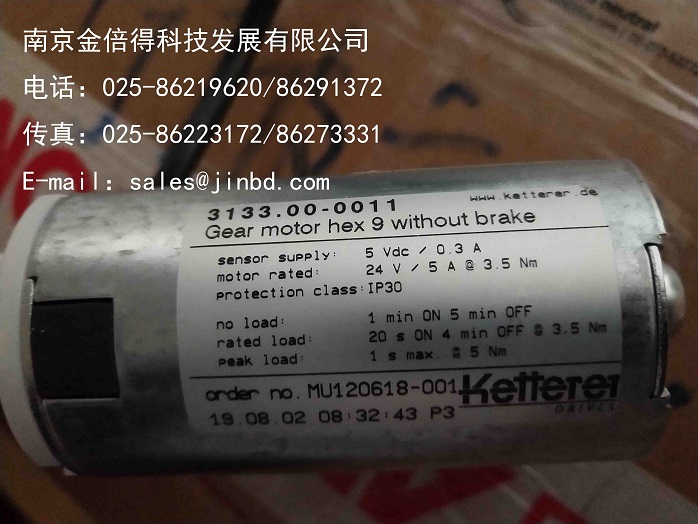 南京金倍得科技发展有限公司
电话：025-86219620/86291372
传真：025-86223172/86273331
E-mail：sales@jinbd.com
www.ketterer.de
3133.00-0011
Gear motor hex 9 without brake
sensor supply: 5 Vdc / 0.3 A
motor rated: 24 V / 5 A @ 3.5 Nm
protection class: IP30
no load: 1 min ON 5 min OFF
rated load: 20 s ON 4 min OFF @ 3.5 Nm
peak load: 1 s max. @ 5 Nm
order no. MU120618-001 Ketterer
DRIVES
19.08.02 08:32:43 P3